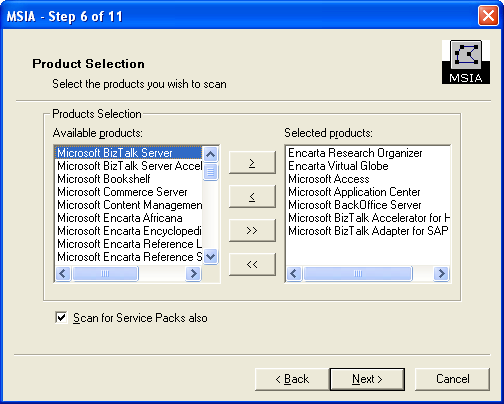 MSIA - Step 6 of 11
Product Selection
Select the products you wish to scan
MSIA
Products Selection
Available products:
Selected products:
Microsoft BizTalk Server
Microsoft BizTalk Server Accel
Microsoft Bookshelf
Microsoft Commerce Server
Microsoft Content Managemen
Microsoft Encarta Africana
Microsoft Encarta Encyclopedi
Microsoft Encarta Reference L
Microsoft Encarta Reference S
>
<
>>
<<
Encarta Research Organizer
Encarta Virtual Globe
Microsoft Access
Microsoft Application Center
Microsoft BackOffice Server
Microsoft BizTalk Accelerator for H
Microsoft BizTalk Adapter for SAP
Scan for Service Packs also
< Back
Next >
Cancel